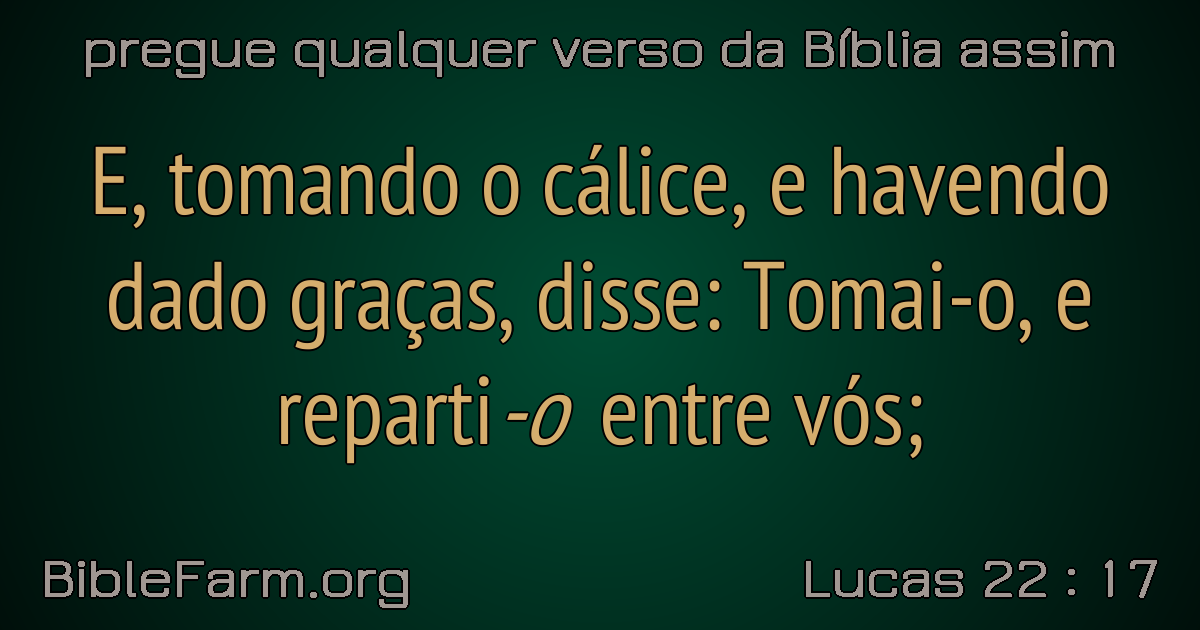 pregue qualquer verso da Bíblia assim
E, tomando o cálice, e havendo
dado graças, disse: Tomai-o, e
reparti-o entre vós;
BibleFarm.org
Lucas 22 : 17